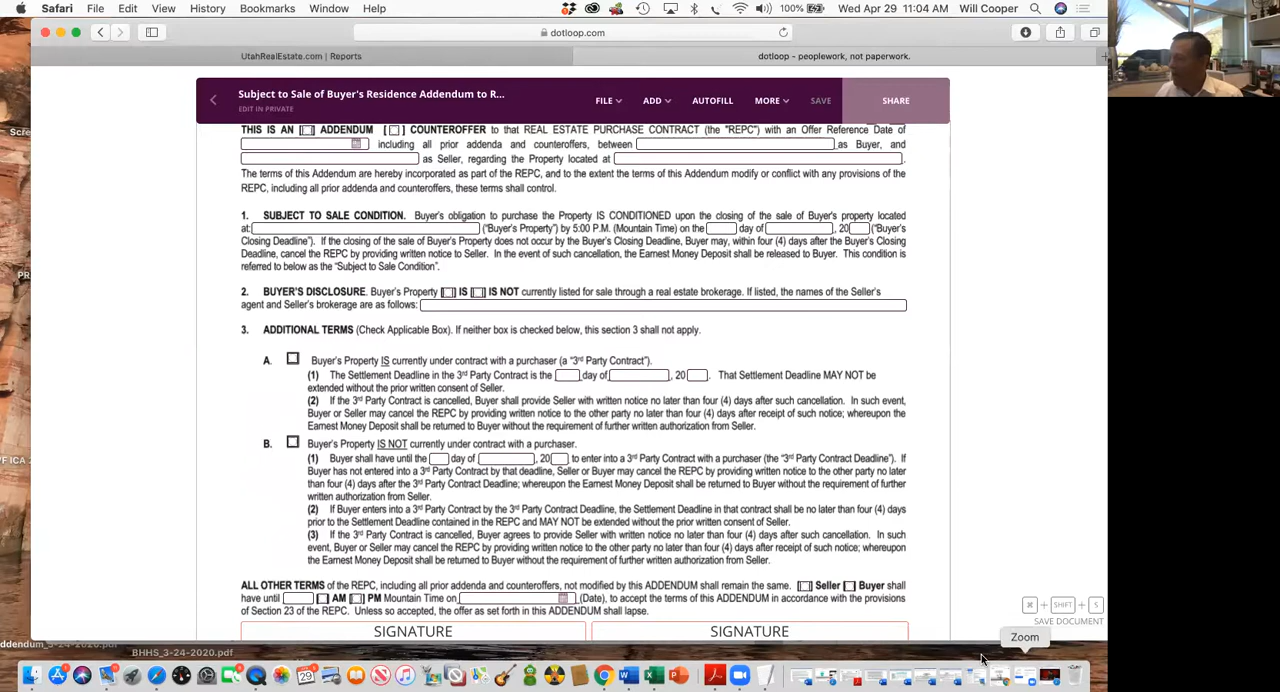 Safari File Edit View History Bookmarks Window Help 100% Wed Apr 29 11:04 AM Will Cooper
dotloop.com
UtahRealEstate.com | Reports dotloop - peoplework, not paperwork.
Subject to Sale of Buyer's Residence Addendum to R...
EDIT IN PRIVATE
FILE ADD AUTOFILL MORE SAVE SHARE
THIS IS AN ADDENDUM COUNTEROFFER to that REAL ESTATE PURCHASE CONTRACT (the "REPC") with an Offer Reference Date of
including all prior addenda and counteroffers, between as Buyer, and
as Seller, regarding the Property located at .
The terms of this Addendum are hereby incorporated as part of the REPC, and to the extent the terms of this Addendum modify or conflict with any provisions of the
REPC, including all prior addenda and counteroffers, these terms shall control.
1. SUBJECT TO SALE CONDITION. Buyer's obligation to purchase the Property IS CONDITIONED upon the closing of the sale of Buyer's property located
at: ("Buyer's Property") by 5:00 P.M. (Mountain Time) on the day of , 20 ("Buyer's
Closing Deadline"). If the closing of the sale of Buyer's Property does not occur by the Buyer's Closing Deadline, Buyer may, within four (4) days after the Buyer's Closing
Deadline, cancel the REPC by providing written notice to Seller. In the event of such cancellation, the Earnest Money Deposit shall be released to Buyer. This condition is
referred to below as the "Subject to Sale Condition".
2. BUYER'S DISCLOSURE. Buyer's Property IS IS NOT currently listed for sale through a real estate brokerage. If listed, the names of the Seller's
agent and Seller's brokerage are as follows:
3. ADDITIONAL TERMS (Check Applicable Box). If neither box is checked below, this section 3 shall not apply.
A. Buyer's Property IS currently under contract with a purchaser (a "3rd Party Contract").
(1) The Settlement Deadline in the 3rd Party Contract is the day of , 20 . That Settlement Deadline MAY NOT be
extended without the prior written consent of Seller.
(2) If the 3rd Party Contract is cancelled, Buyer shall provide Seller with written notice no later than four (4) days after such cancellation. In such event,
Buyer or Seller may cancel the REPC by providing written notice to the other party no later than four (4) days after receipt of such notice; whereupon the
Earnest Money Deposit shall be returned to Buyer without the requirement of further written authorization from Seller.
B. Buyer's Property IS NOT currently under contract with a purchaser.
(1) Buyer shall have until the day of , 20 to enter into a 3rd Party Contract with a purchaser (the "3rd Party Contract Deadline"). If
Buyer has not entered into a 3rd Party Contract by that deadline, Seller or Buyer may cancel the REPC by providing written notice to the other party no later
than four (4) days after the 3rd Party Contract Deadline; whereupon the Earnest Money Deposit shall be returned to Buyer without the requirement of further
written authorization from Seller.
(2) If Buyer enters into a 3rd Party Contract by the 3rd Party Contract Deadline, the Settlement Deadline in that contract shall be no later than four (4) days
prior to the Settlement Deadline contained in the REPC and MAY NOT be extended without the prior written consent of Seller.
(3) If the 3rd Party Contract is cancelled, Buyer agrees to provide Seller with written notice no later than four (4) days after such cancellation. In such
event, Buyer or Seller may cancel the REPC by providing written notice to the other party no later than four (4) days after receipt of such notice; whereupon
the Earnest Money Deposit shall be returned to Buyer without the requirement of further written authorization from Seller.
ALL OTHER TERMS of the REPC, including all prior addenda and counteroffers, not modified by this ADDENDUM shall remain the same. Seller Buyer shall
have until AM PM Mountain Time on (Date), to accept the terms of this ADDENDUM in accordance with the provisions
of Section 23 of the REPC. Unless so accepted, the offer as set forth in this ADDENDUM shall lapse.
SIGNATURE SIGNATURE
+ SHIFT + S
SAVE DOCUMENT
Zoom
BHHS_3-24-2020.pdf